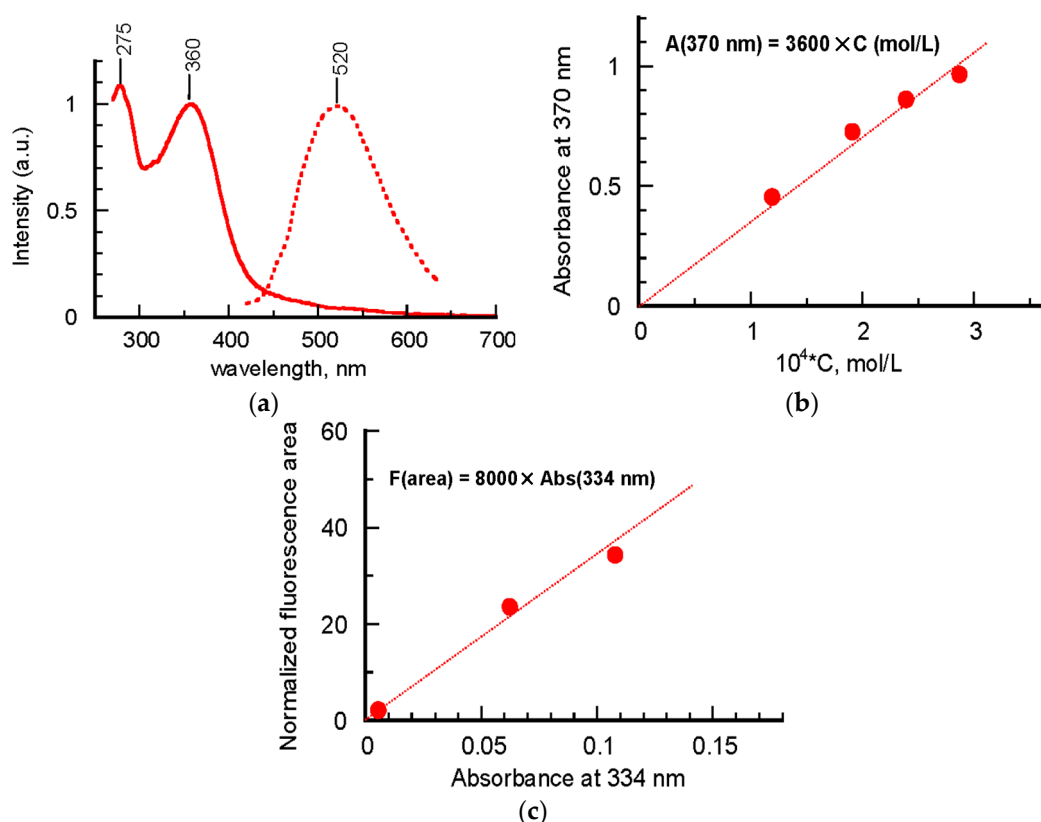 275
360
520
Intensity (a.u.)
1
0.5
0
300 400 500 600 700
wavelength, nm
(a)
A(370 nm) = 3600 × C (mol/L)
Absorbance at 370 nm
1
0.5
0
0 1 2 3
10⁴*C, mol/L
(b)
F(area) = 8000 × Abs(334 nm)
Normalized fluorescence area
60
40
20
0
0 0.05 0.1 0.15
Absorbance at 334 nm
(c)